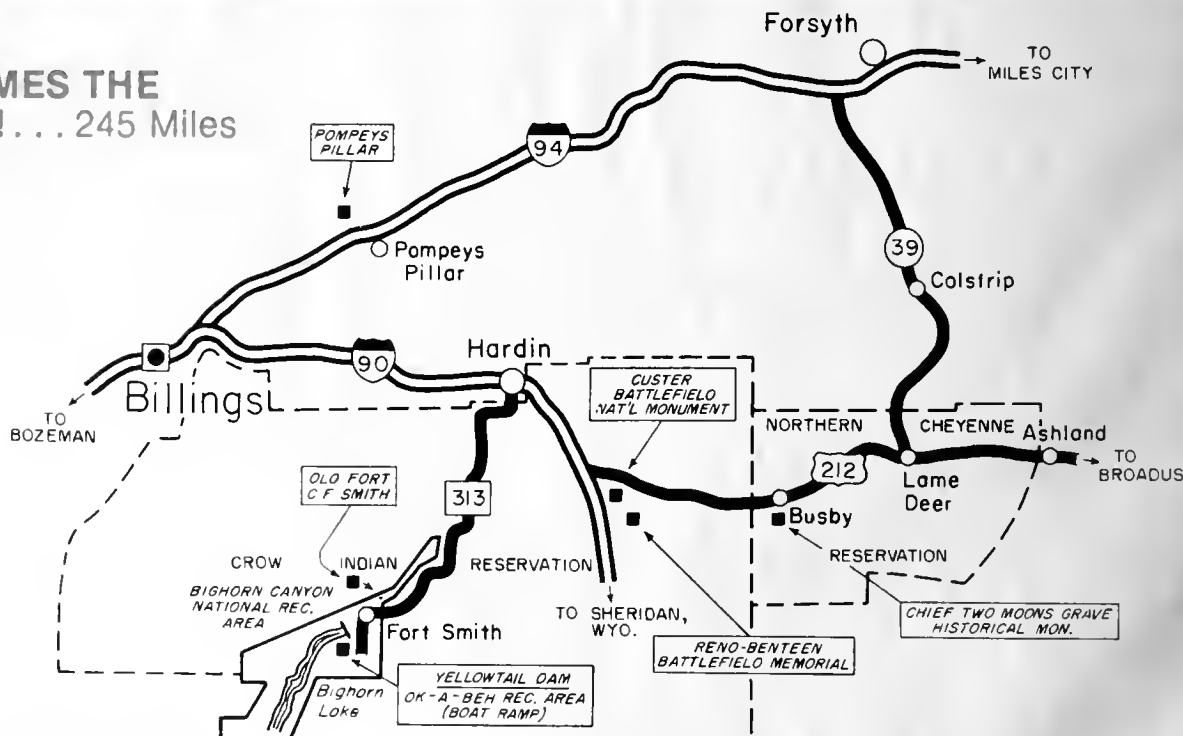 MES THE
!... 245 Miles
Forsyth
TO
MILES CITY
POMPEYS
PILLAR
94
Pompeys
Pillar
39
Colstrip
Hardin
90
Billings
TO
BOZEMAN
CUSTER
BATTLEFIELD
NAT'L MONUMENT
NORTHERN CHEYENNE
Ashland
TO
BROADUS
212
Lame
Deer
Busby
OLD FORT
C F SMITH
313
CROW INDIAN RESERVATION
RESERVATION
BIGHORN CANYON
NATIONAL REC.
AREA
Fort Smith
TO SHERIDAN,
WYO.
CHIEF TWO MOONS GRAVE
HISTORICAL MON.
RENO-BENTEEN
BATTLEFIELD MEMORIAL
YELLOWTAIL DAM
OK-A-BEH REC. AREA
(BOAT RAMP)
Bighorn
Lake